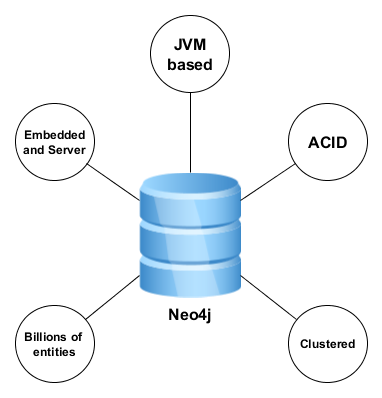 JVM
based
Embedded
and Server
ACID
Neo4j
Billions of
entities
Clustered